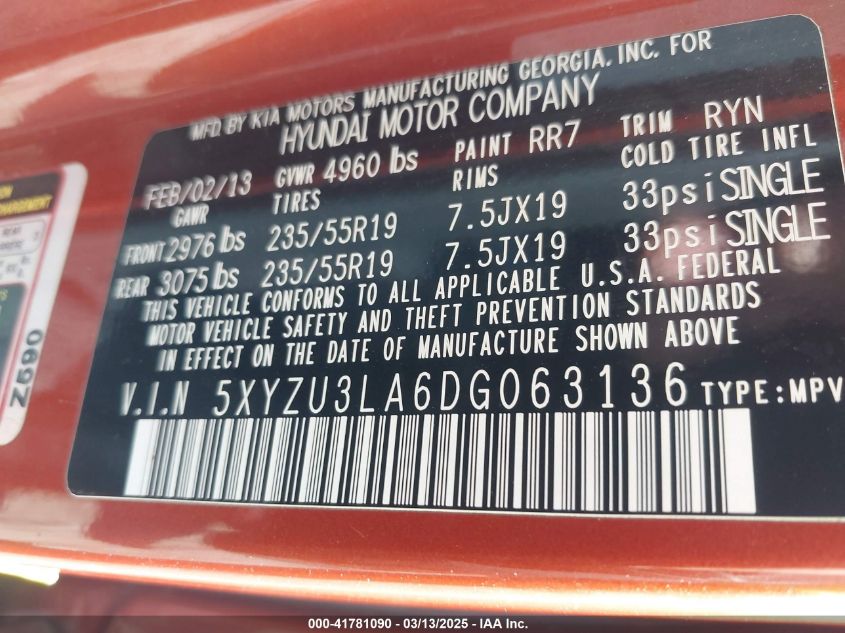 MFD. BY KIA MOTORS MANUFACTURING GEORGIA. INC. FOR
HYUNDAI MOTOR COMPANY
FEB/02/13 GVWR 4960 lbs PAINT RR7 TRIM RYN
GAWR TIRES RIMS COLD TIRE INFL
FRONT 2976 lbs 235/55R19 7.5JX19 33psi SINGLE
REAR 3075 lbs 235/55R19 7.5JX19 33psi SINGLE
THIS VEHICLE CONFORMS TO ALL APPLICABLE U.S.A. FEDERAL
MOTOR VEHICLE SAFETY AND THEFT PREVENTION STANDARDS
IN EFFECT ON THE DATE OF MANUFACTURE SHOWN ABOVE
V.I.N 5XYZU3LA6DG063136 TYPE:MPV
REAR
Z690
000-41781090 - 03/13/2025 - IAA Inc.